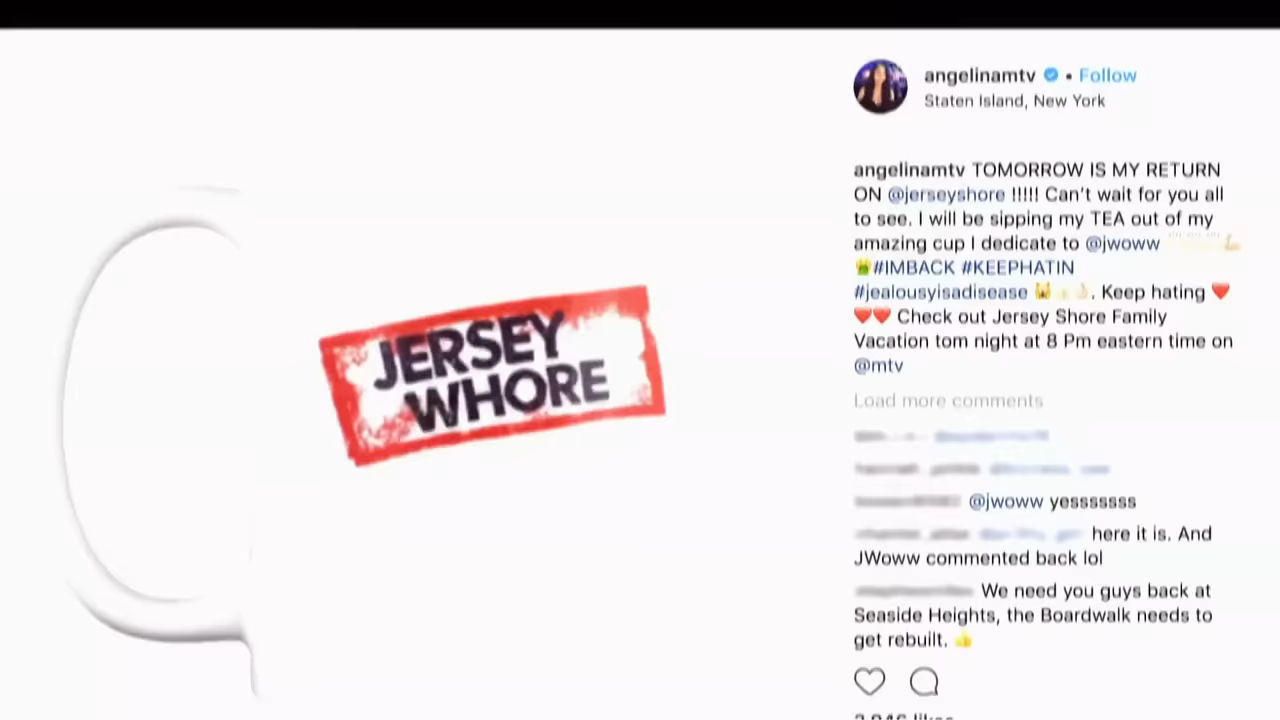 JERSEY
WHORE
angelinamtv • Follow
Staten Island, New York
angelinamtv TOMORROW IS MY RETURN
ON @jerseyshore !!!!! Can't wait for you all
to see. I will be sipping my TEA out of my
amazing cup I dedicate to @jwoww
#IMBACK #KEEPHATIN
#jealousyisadisease 🙀 👌. Keep hating ❤️
❤️❤️ Check out Jersey Shore Family
Vacation tom night at 8 Pm eastern time on
@mtv
Load more comments
@jwoww yesssssss
here it is. And
JWoww commented back lol
We need you guys back at
Seaside Heights, the Boardwalk needs to
get rebuilt. 👍